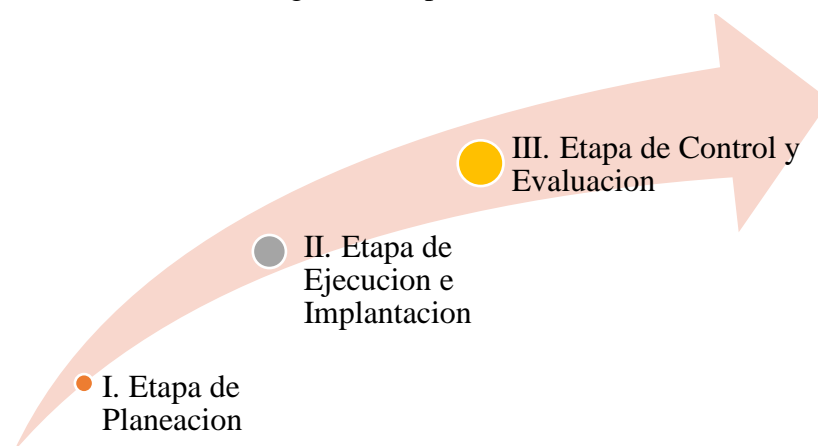 III. Etapa de Control y
Evaluacion
II. Etapa de
Ejecucion e
Implantacion
I. Etapa de
Planeacion